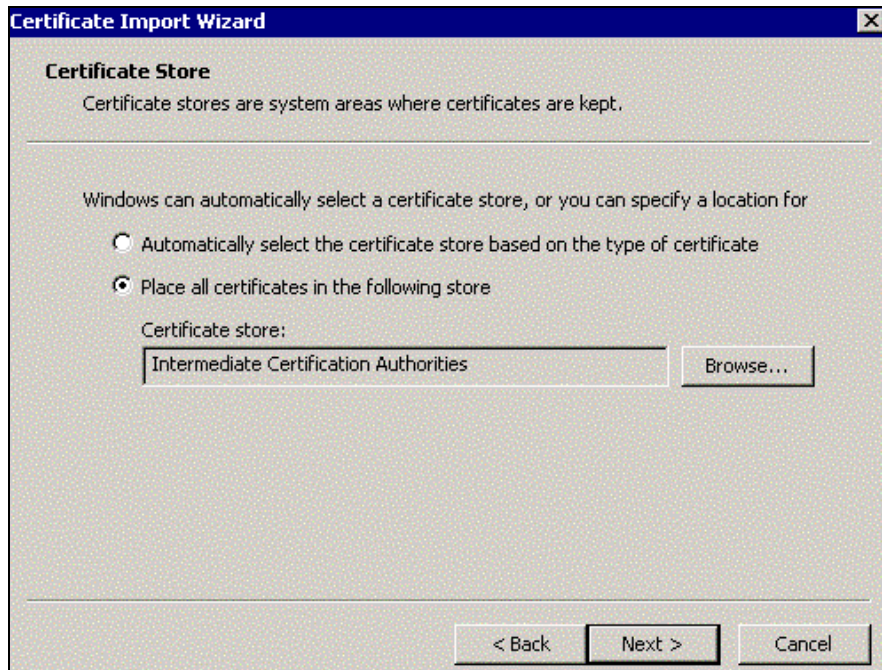 Certificate Import Wizard
Certificate Store
Certificate stores are system areas where certificates are kept.
Windows can automatically select a certificate store, or you can specify a location for
Automatically select the certificate store based on the type of certificate
Place all certificates in the following store
Certificate store:
Intermediate Certification Authorities
Browse...
< Back
Next >
Cancel